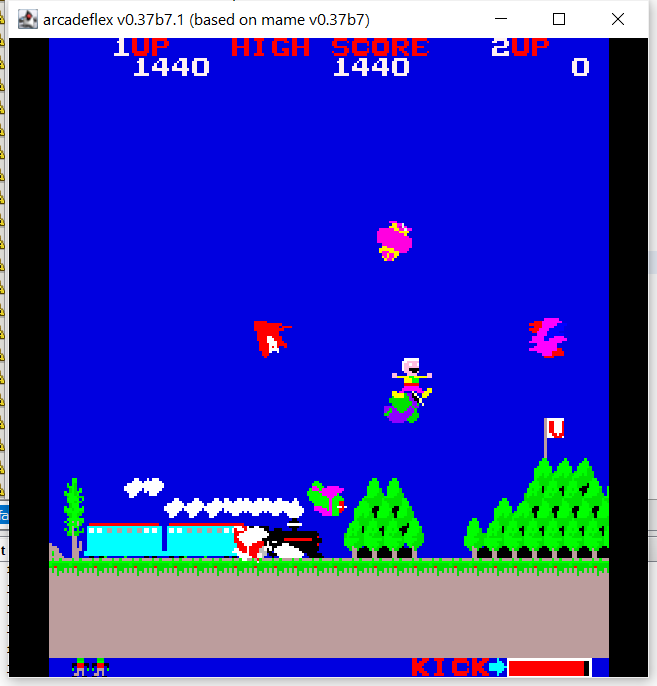 arcadeflex v0.37b7.1 (based on mame v0.37b7)
1UP HIGH SCORE 2UP
1440 1440 0
U
KICK